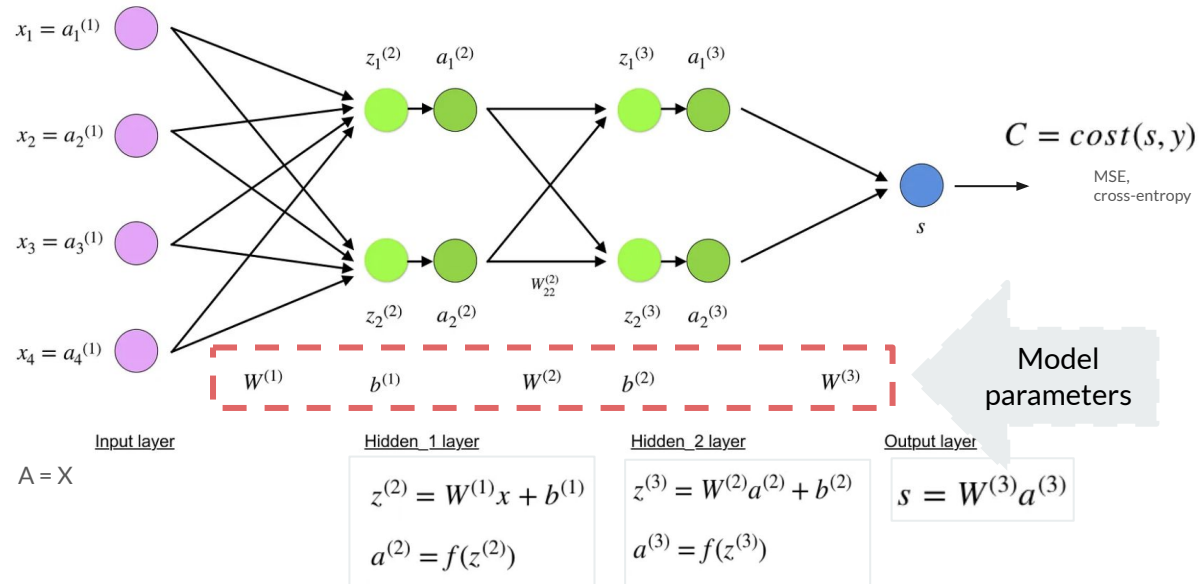 x₁ = a₁⁽¹⁾
x₂ = a₂⁽¹⁾
x₃ = a₃⁽¹⁾
x₄ = a₄⁽¹⁾
z₁⁽²⁾ a₁⁽²⁾
z₂⁽²⁾ a₂⁽²⁾
z₁⁽³⁾ a₁⁽³⁾
W₂₂⁽²⁾
z₂⁽³⁾ a₂⁽³⁾
s
C = cost(s, y)
MSE,
cross-entropy
W⁽¹⁾ b⁽¹⁾ W⁽²⁾ b⁽²⁾ W⁽³⁾
Model
parameters
Input layer
A = X
Hidden_1 layer
z⁽²⁾ = W⁽¹⁾x + b⁽¹⁾
a⁽²⁾ = f(z⁽²⁾)
Hidden_2 layer
z⁽³⁾ = W⁽²⁾a⁽²⁾ + b⁽²⁾
a⁽³⁾ = f(z⁽³⁾)
Output layer
s = W⁽³⁾a⁽³⁾